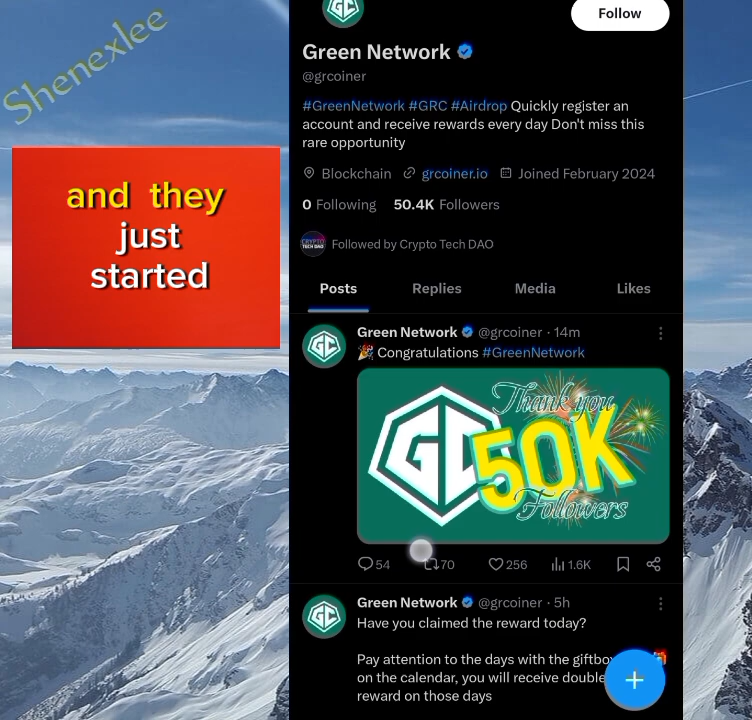 Shenexlee
and they
just
started
Follow
Green Network
@grcoiner
#GreenNetwork #GRC #Airdrop Quickly register an
account and receive rewards every day Don't miss this
rare opportunity
Blockchain grcoiner.io Joined February 2024
0 Following 50.4K Followers
CRYPTO
TECH DAO
Followed by Crypto Tech DAO
Posts Replies Media Likes
Green Network @grcoiner · 14m
🎉 Congratulations #GreenNetwork
GC
Thank you
50K
Followers
54 70 256 1.6K
Green Network @grcoiner · 5h
Have you claimed the reward today?
Pay attention to the days with the giftbox 🎁
on the calendar, you will receive double
reward on those days